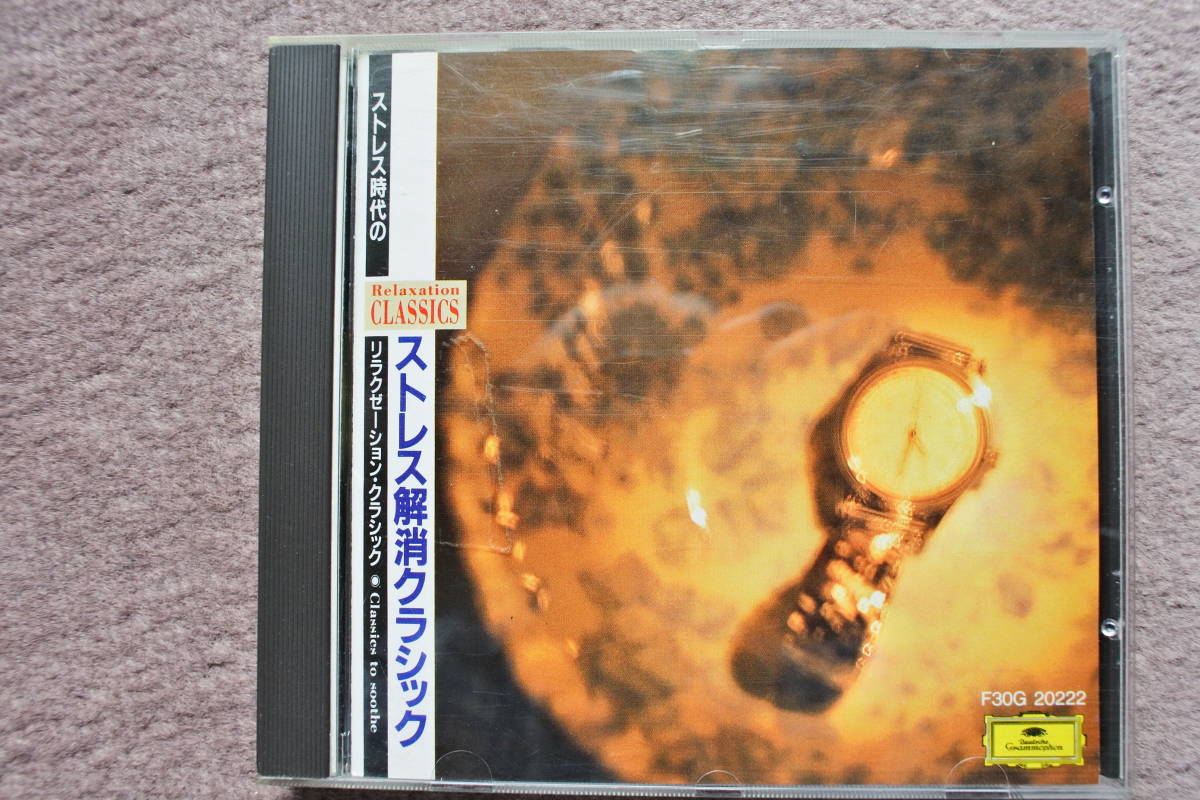 ストレス時代の
Relaxation
CLASSICS
リラクゼーション・クラシック ◉ Classics to soothe
ストレス解消クラシック
F30G 20222
Deutsche
Grammophon